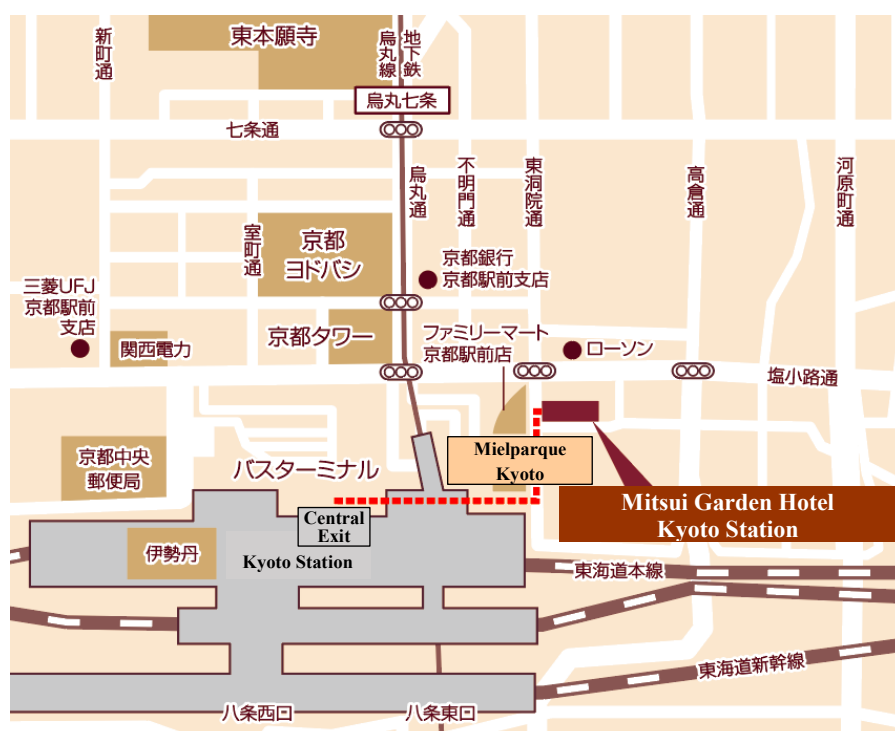 新町通
東本願寺
烏丸線
地下鉄
烏丸七条
七条通
烏丸通
不明門通
東洞院通
高倉通
河原町通
室町通
京都
ヨドバシ
京都銀行
京都駅前支店
三菱UFJ
京都駅前
支店
関西電力
京都タワー
ファミリーマート
京都駅前店
ローソン
塩小路通
京都中央
郵便局
バスターミナル
Mielparque
Kyoto
Mitsui Garden Hotel
Kyoto Station
Central
Exit
伊勢丹
Kyoto Station
東海道本線
東海道新幹線
八条西口
八条東口